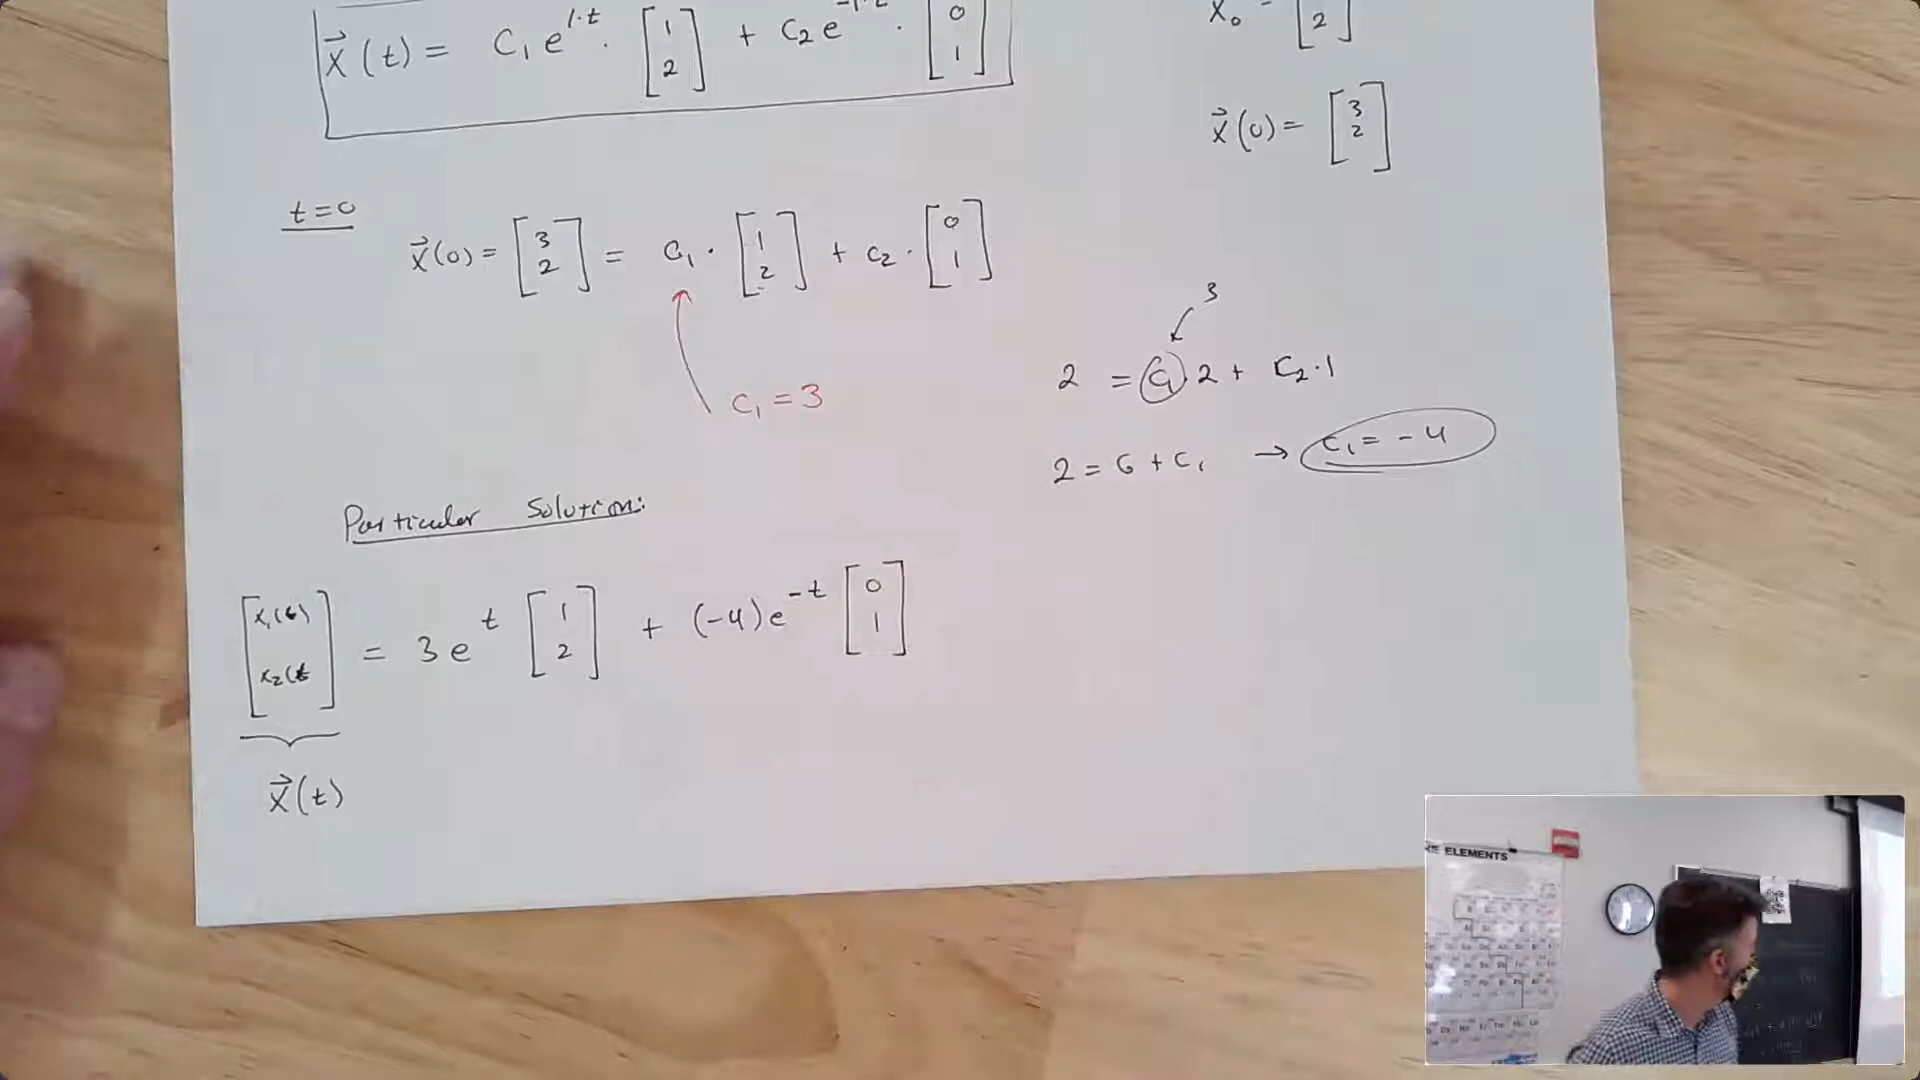 x⃗(t) = C₁e^{1·t} · [1 2] + C₂e^{-1·t} · [0 1]
x₀ = [ 2]
x⃗(0) = [3 2]
t=0
x⃗(0) = [3 2] = C₁ · [1 2] + C₂ · [0 1]
3
2 = C₁·2 + C₂·1
C₁ = 3
2 = 6 + C₁ → C₁ = -4
Particular Solution:
[x₁(t) x₂(t] = 3e^t [1 2] + (-4)e^{-t} [0 1]
x⃗(t)
ELEMENTS